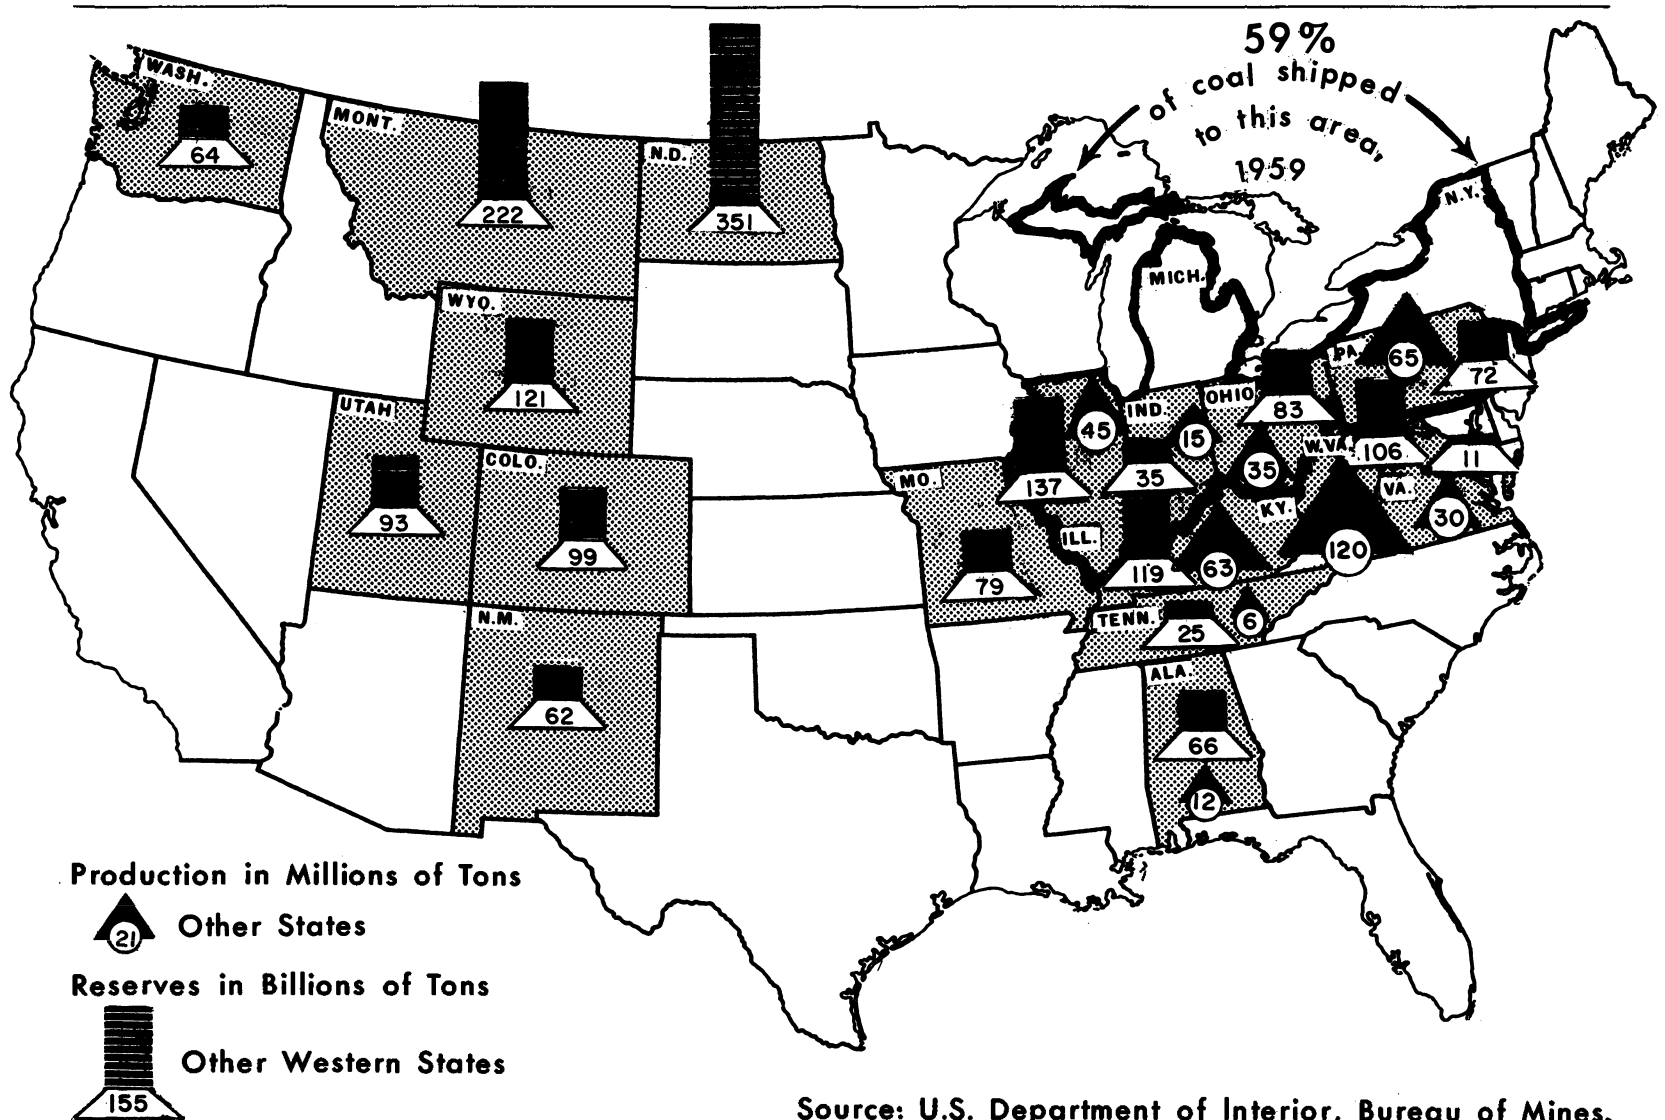 59%
of coal shipped
to this area,
1959
WASH.
64
MONT.
222
N.D.
351
N.Y.
MICH.
WYO.
121
PA.
65
72
UTAH
93
COLO.
99
OHIO
83
IND.
45
15
35
35
W.VA.
106
11
MO.
137
79
ILL.
119
KY.
63
VA.
120
30
N.M.
62
TENN.
25
6
ALA.
66
12
Production in Millions of Tons
21
Other States
Reserves in Billions of Tons
Other Western States
155
Source: U.S. Department of Interior, Bureau of Mines.